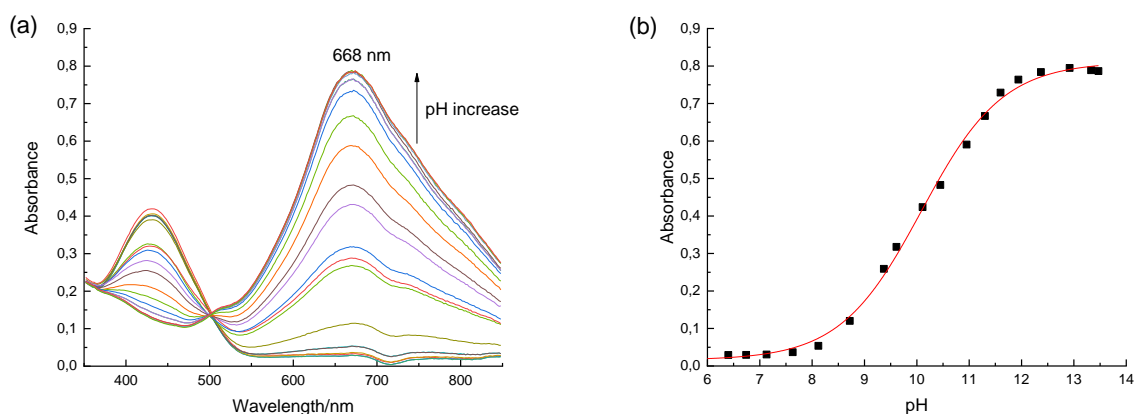 (a)
668 nm
pH increase
Absorbance
0,9
0,8
0,7
0,6
0,5
0,4
0,3
0,2
0,1
0,0
400 500 600 700 800
Wavelength/nm
(b)
Absorbance
0,9
0,8
0,7
0,6
0,5
0,4
0,3
0,2
0,1
0,0
6 7 8 9 10 11 12 13 14
pH